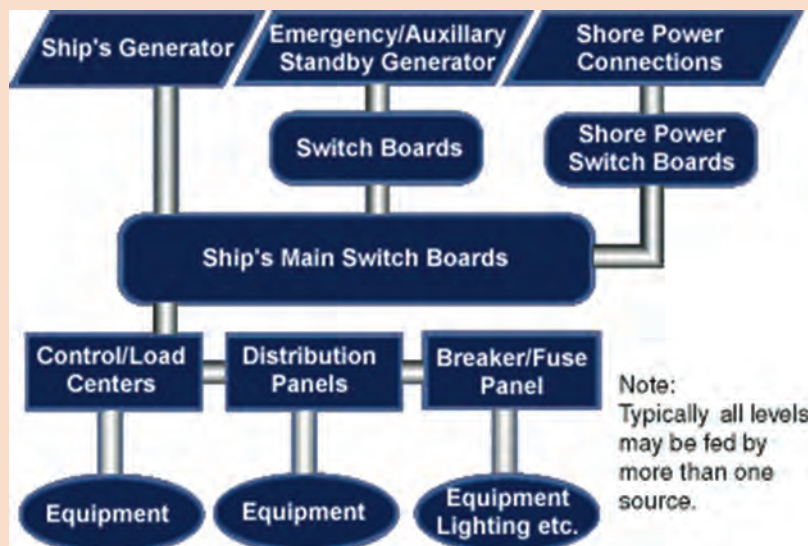 Ship's Generator
Emergency/Auxillary
Standby Generator
Shore Power
Connections
Switch Boards
Shore Power
Switch Boards
Ship's Main Switch Boards
Control/Load
Centers
Distribution
Panels
Breaker/Fuse
Panel
Note:
Typically all levels
may be fed by
more than one
source.
Equipment
Equipment
Equipment
Lighting etc.